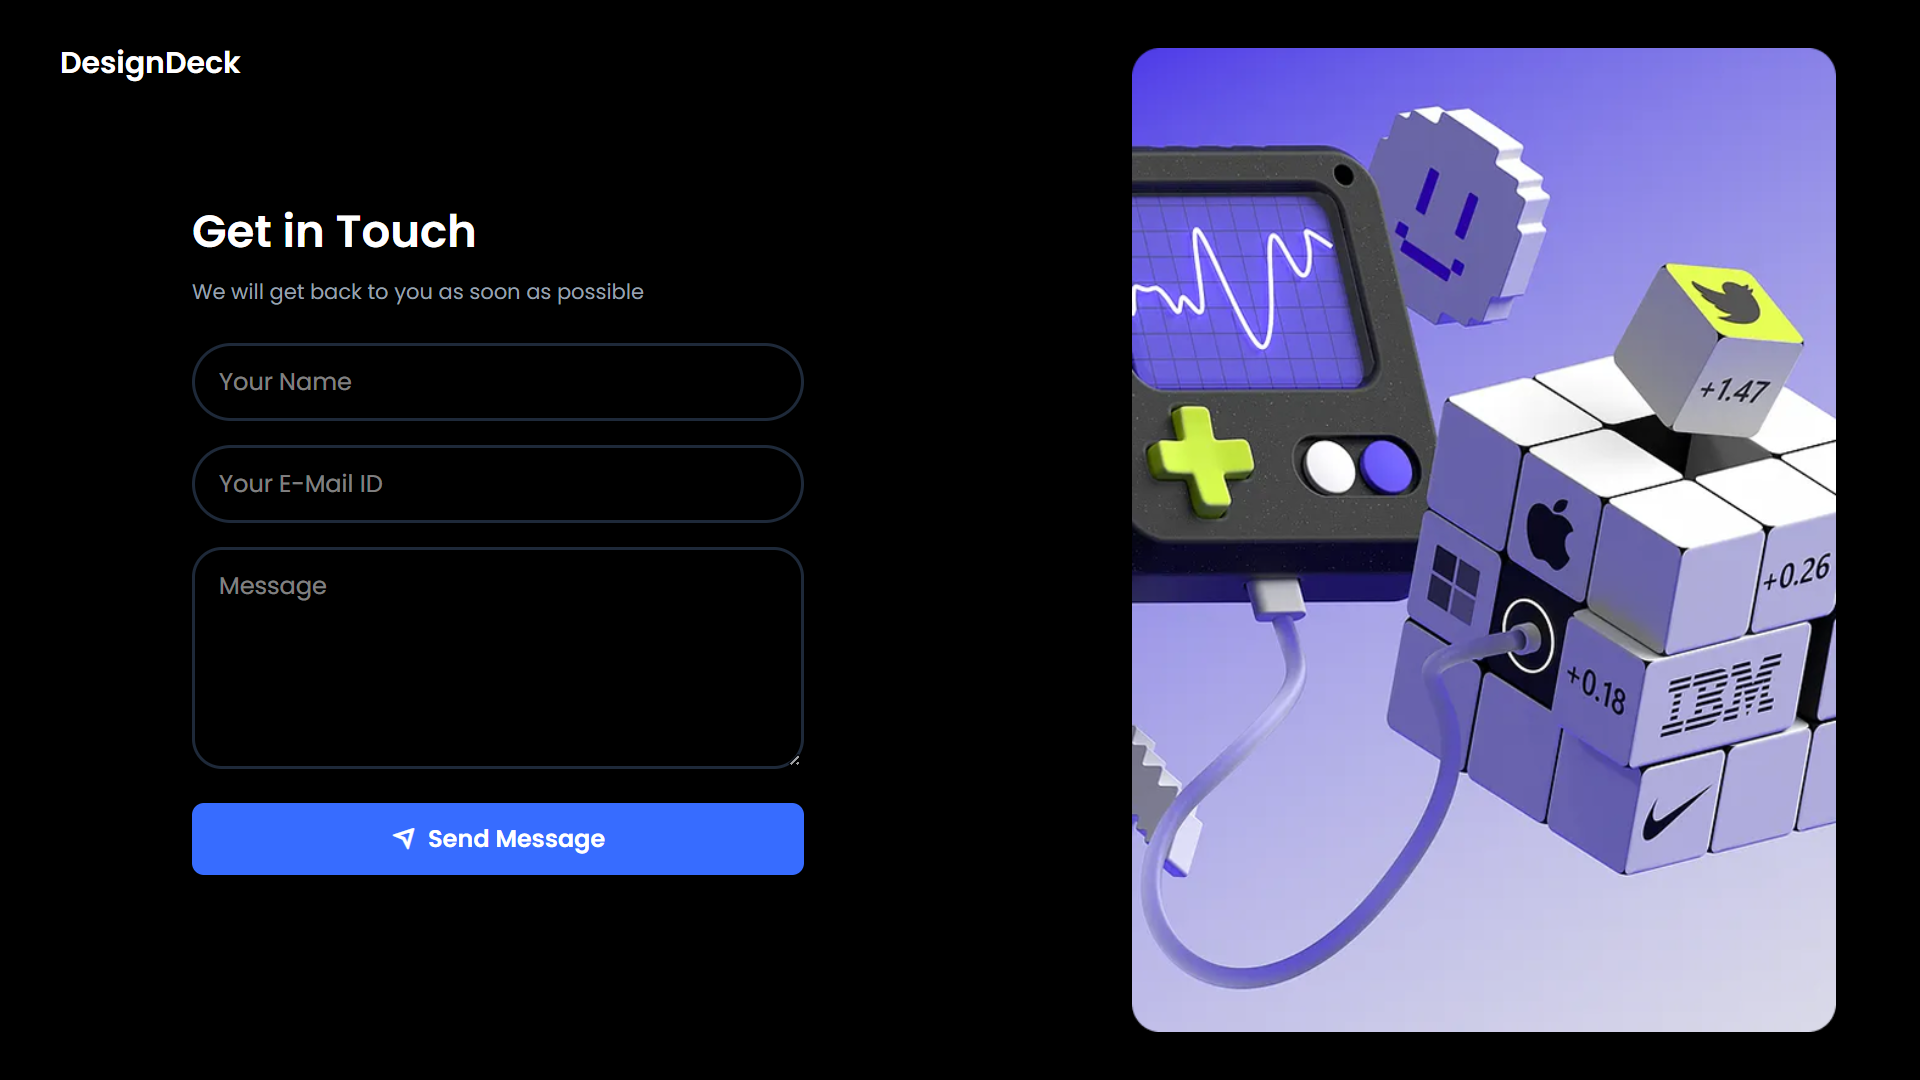 DesignDeck
Get in Touch
We will get back to you as soon as possible
Your Name
Your E-Mail ID
Message
Send Message
+1.47
+0.26
+0.18
IBM